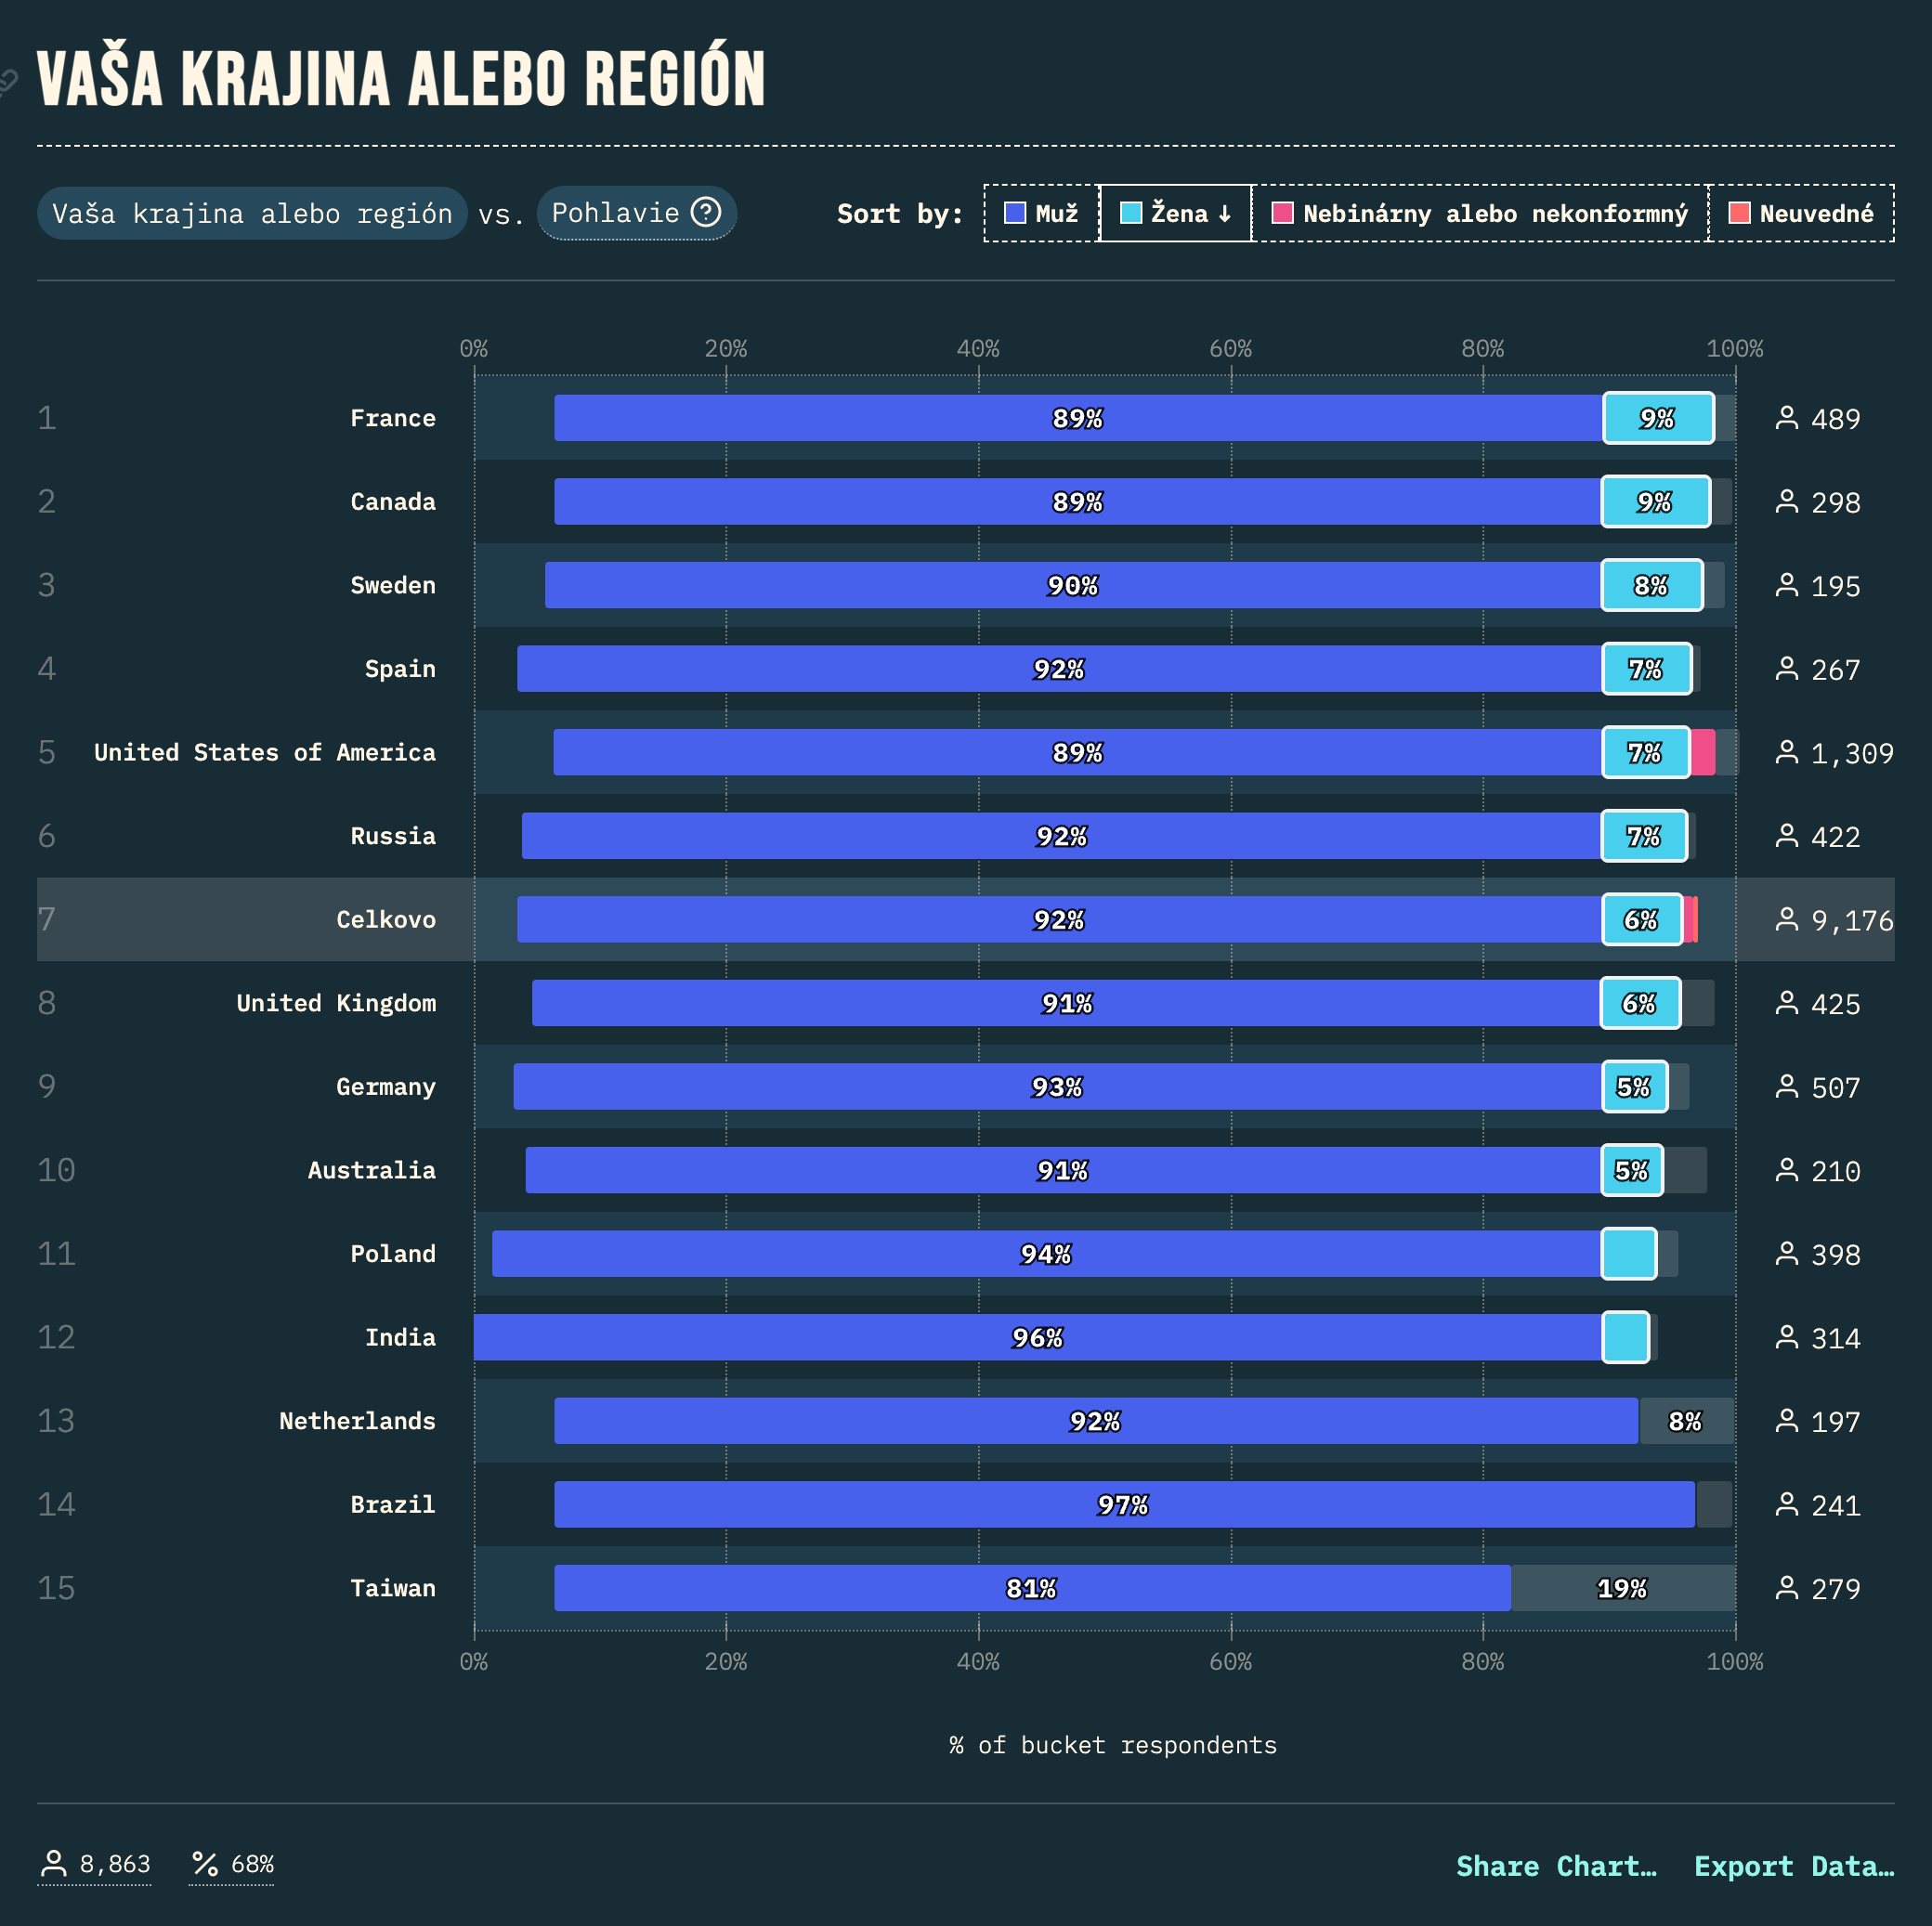 VAŠA KRAJINA ALEBO REGIÓN
Vaša krajina alebo región vs. Pohlavie ? Sort by: Muž Žena ↓ Nebinárny alebo nekonformný Neuvedné
0% 20% 40% 60% 80% 100%
1 France 89% 9% 489
2 Canada 89% 9% 298
3 Sweden 90% 8% 195
4 Spain 92% 7% 267
5 United States of America 89% 7% 1,309
6 Russia 92% 7% 422
7 Celkovo 92% 6% 9,176
8 United Kingdom 91% 6% 425
9 Germany 93% 5% 507
10 Australia 91% 5% 210
11 Poland 94% 398
12 India 96% 314
13 Netherlands 92% 8% 197
14 Brazil 97% 241
15 Taiwan 81% 19% 279
0% 20% 40% 60% 80% 100%
% of bucket respondents
8,863 % 68% Share Chart… Export Data…